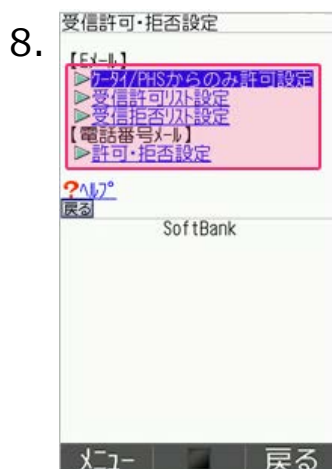 8.
受信許可･拒否設定
【Eﾒｰﾙ】
▷ｹｰﾀｲ/PHSからのみ許可設定
▷受信許可ﾘｽﾄ設定
▷受信拒否ﾘｽﾄ設定
【電話番号ﾒｰﾙ】
▷許可･拒否設定
?ﾍﾙﾌﾟ
戻る
SoftBank
ﾒﾆｭｰ 戻る